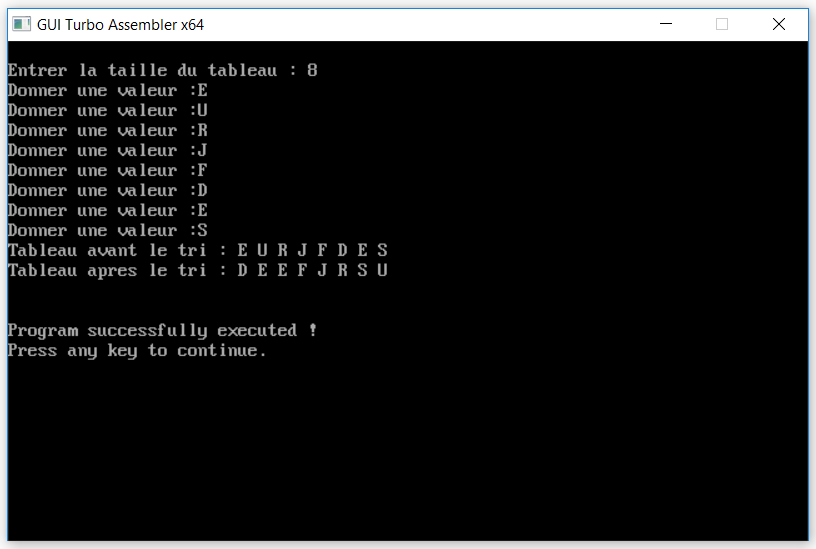 GUI Turbo Assembler x64
Entrer la taille du tableau : 8
Donner une valeur :E
Donner une valeur :U
Donner une valeur :R
Donner une valeur :J
Donner une valeur :F
Donner une valeur :D
Donner une valeur :E
Donner une valeur :S
Tableau avant le tri : E U R J F D E S
Tableau apres le tri : D E E F J R S U
Program successfully executed !
Press any key to continue.